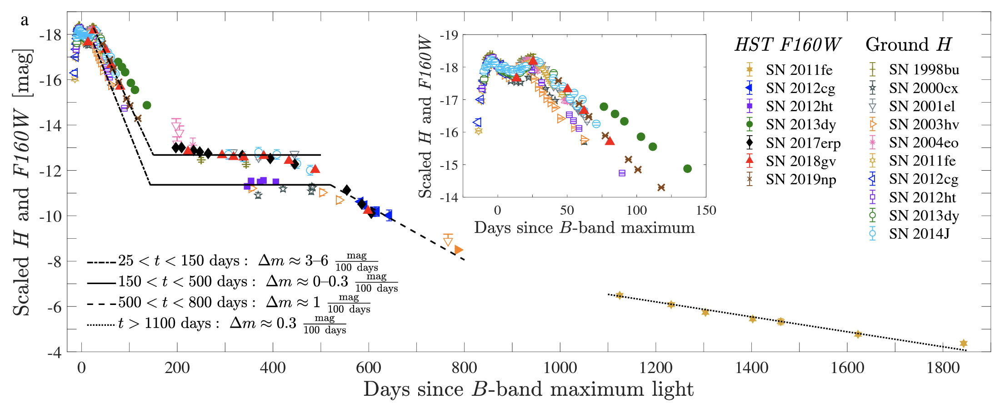 a
Scaled H and F160W [mag]
-18
-16
-14
-12
-10
-8
-6
-4
0 200 400 600 800 1000 1200 1400 1600 1800
Days since B-band maximum light
25 < t < 150 days : Δm ≈ 3–6 mag/100 days
150 < t < 500 days : Δm ≈ 0–0.3 mag/100 days
500 < t < 800 days : Δm ≈ 1 mag/100 days
t > 1100 days : Δm ≈ 0.3 mag/100 days
Scaled H and F160W
-19
-18
-17
-16
-15
-14
0 50 100 150
Days since B-band maximum
HST F160W
SN 2011fe
SN 2012cg
SN 2012ht
SN 2013dy
SN 2017erp
SN 2018gv
SN 2019np
Ground H
SN 1998bu
SN 2000cx
SN 2001el
SN 2003hv
SN 2004eo
SN 2011fe
SN 2012cg
SN 2012ht
SN 2013dy
SN 2014J